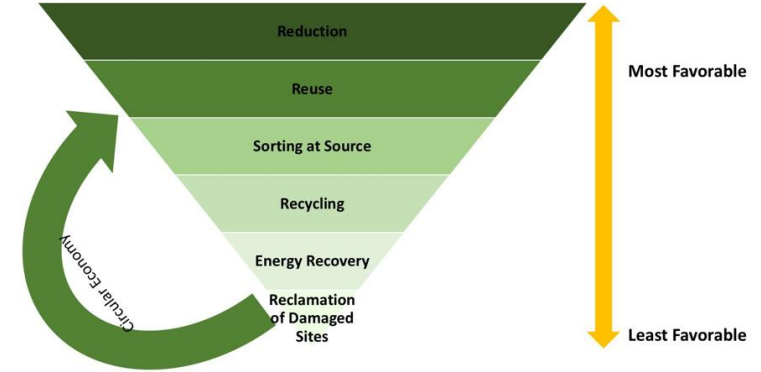 Reduction
Most Favorable
Reuse
Sorting at Source
Recycling
Circular Economy
Energy Recovery
Reclamation
of Damaged
Sites
Least Favorable